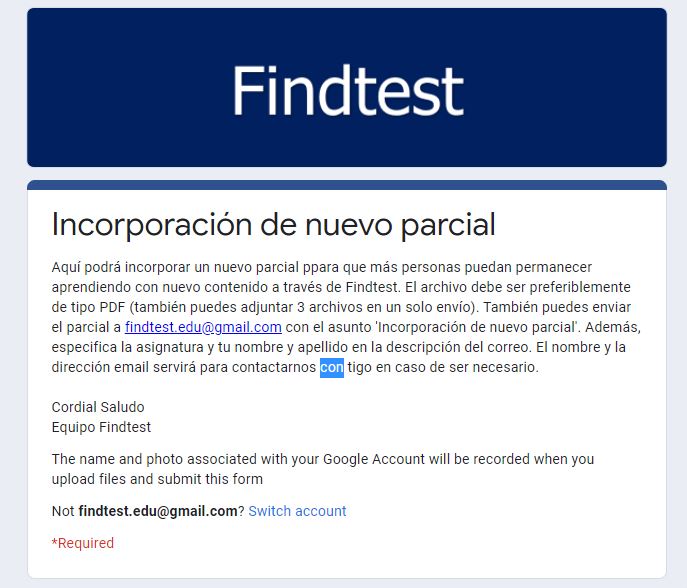 Findtest
Incorporación de nuevo parcial
Aquí podrá incorporar un nuevo parcial ppara que más personas puedan permanecer
aprendiendo con nuevo contenido a través de Findtest. El archivo debe ser preferiblemente
de tipo PDF (también puedes adjuntar 3 archivos en un solo envío). También puedes enviar
el parcial a findtest.edu@gmail.com con el asunto 'Incorporación de nuevo parcial'. Además,
especifica la asignatura y tu nombre y apellido en la descripción del correo. El nombre y la
dirección email servirá para contactarnos con tigo en caso de ser necesario.
Cordial Saludo
Equipo Findtest
The name and photo associated with your Google Account will be recorded when you
upload files and submit this form
Not findtest.edu@gmail.com? Switch account
*Required